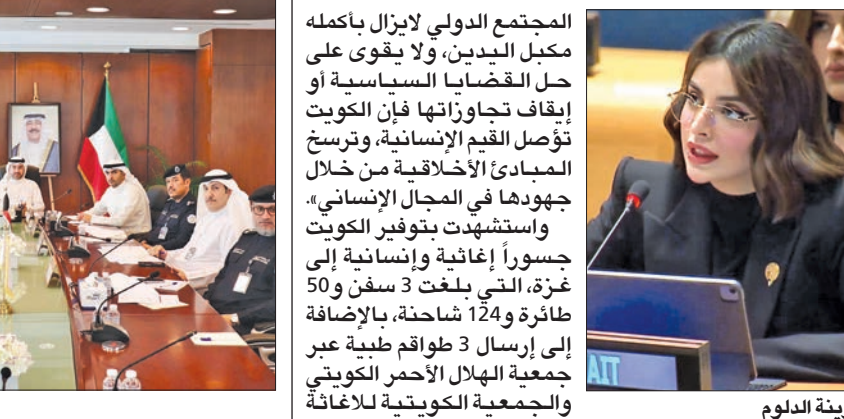 المجتمع الدولي لايزال بأكمله
مكبل اليدين، ولا يقوى على
حل القضايا السياسية أو
إيقاف تجاوزاتها فإن الكويت
تؤصل القيم الإنسانية، وترسخ
المبادئ الأخلاقية من خلال
جهودها في المجال الإنساني».
واستشهدت بتوفير الكويت
جسوراً إغاثية وإنسانية إلى
غزة، التي بلغت 3 سفن و50
طائرة و124 شاحنة، بالإضافة
إلى إرسال 3 طواقم طبية عبر
جمعية الهلال الأحمر الكويتي
والجمعية الكويتية للاغاثة
الدلوم